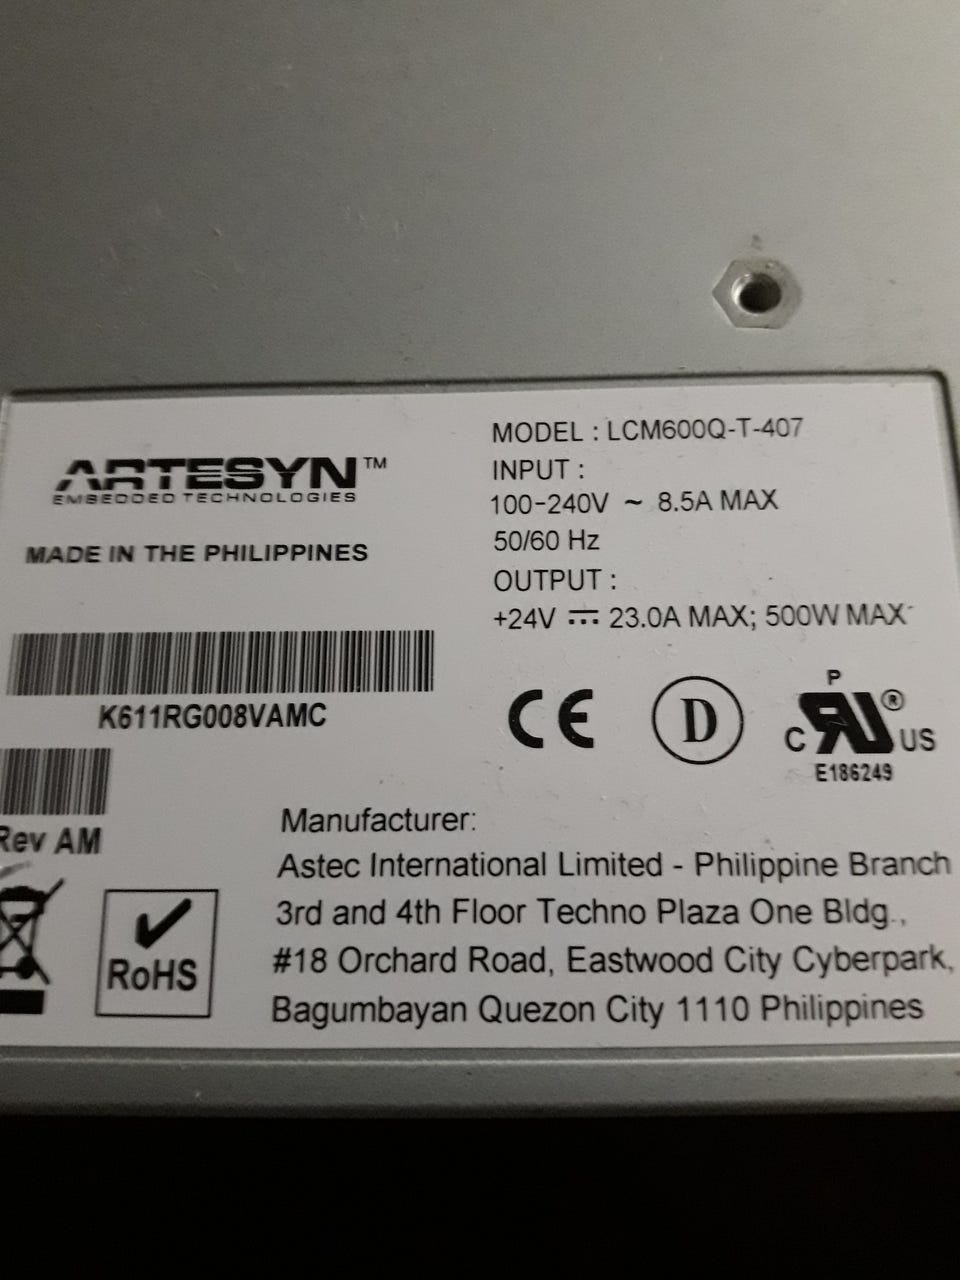 ARTESYN™
EMBEDDED TECHNOLOGIES
MADE IN THE PHILIPPINES
K611RG008VAMC
Rev AM
RoHS
MODEL : LCM600Q-T-407
INPUT :
100-240V ~ 8.5A MAX
50/60 Hz
OUTPUT :
+24V ⎓ 23.0A MAX; 500W MAX
CE
D
P
C RU® US
E186249
Manufacturer:
Astec International Limited - Philippine Branch
3rd and 4th Floor Techno Plaza One Bldg.,
#18 Orchard Road, Eastwood City Cyberpark,
Bagumbayan Quezon City 1110 Philippines